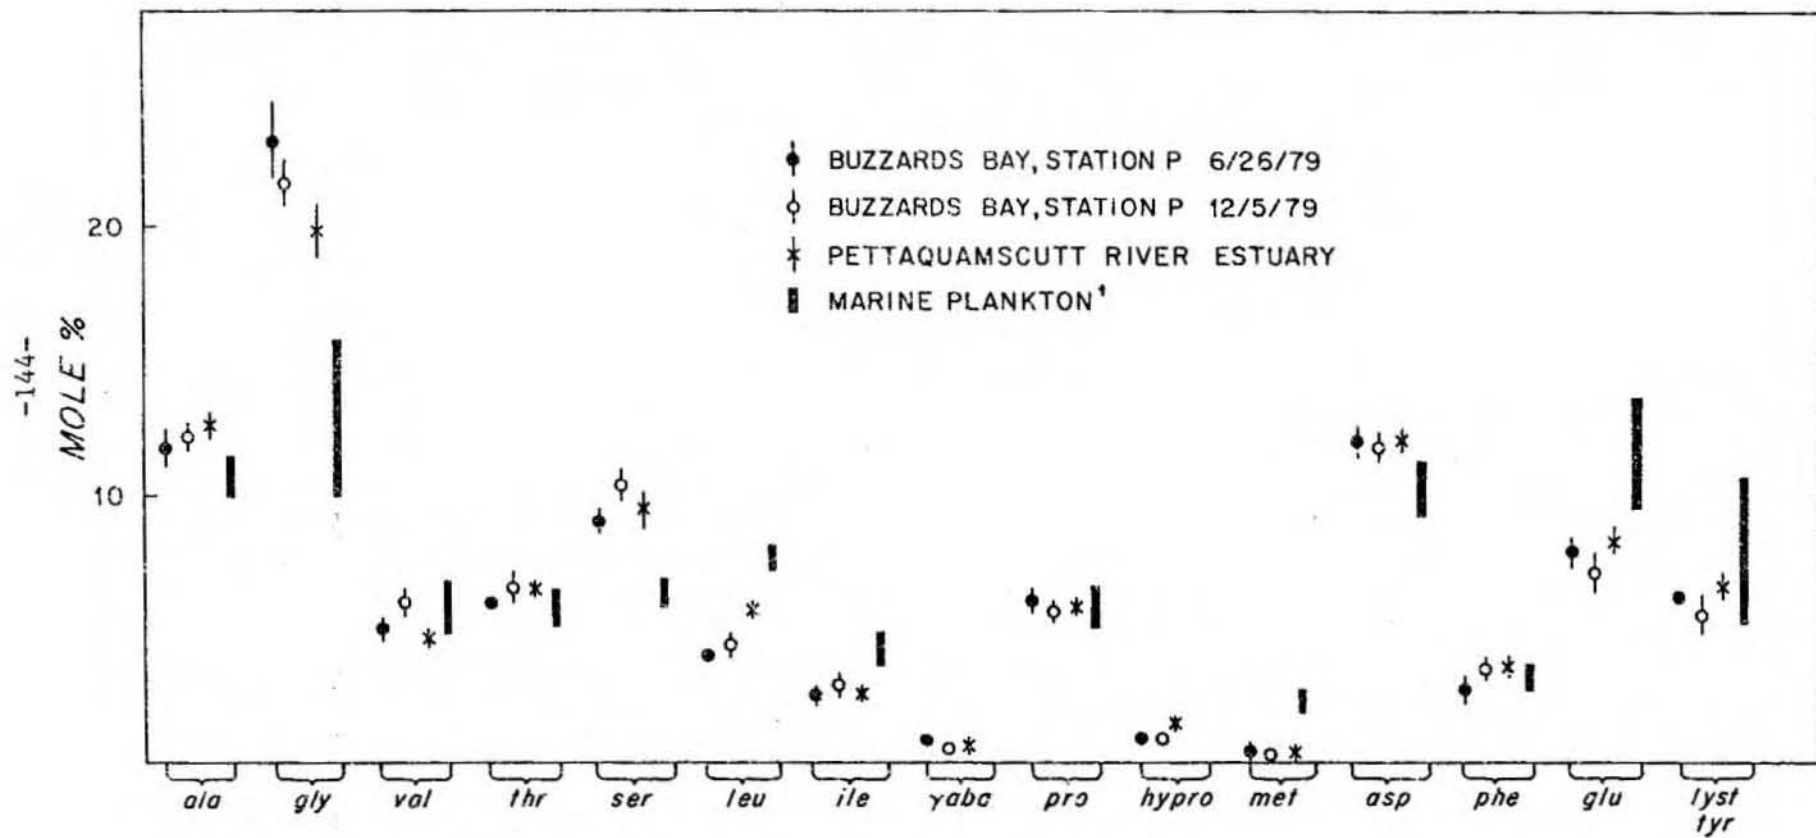 BUZZARDS BAY, STATION P 6/26/79
BUZZARDS BAY, STATION P 12/5/79
PETTAQUAMSCUTT RIVER ESTUARY
MARINE PLANKTON¹
-144-
MOLE %
20
10
ala gly val thr ser leu ile γaba pro hypro met asp phe glu lyst
tyr